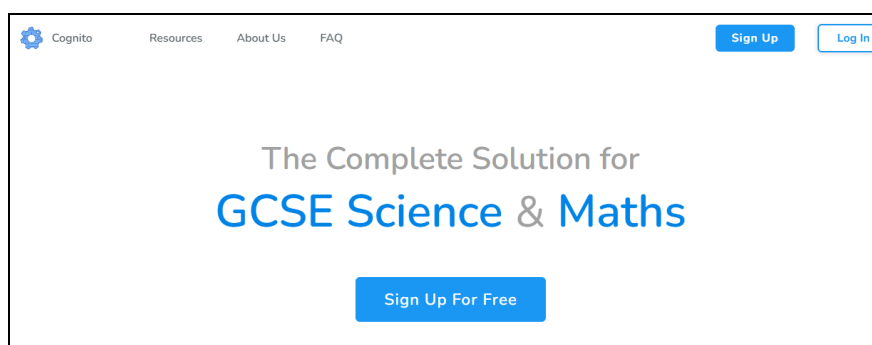 Cognito Resources About Us FAQ Sign Up Log In
The Complete Solution for
GCSE Science & Maths
Sign Up For Free